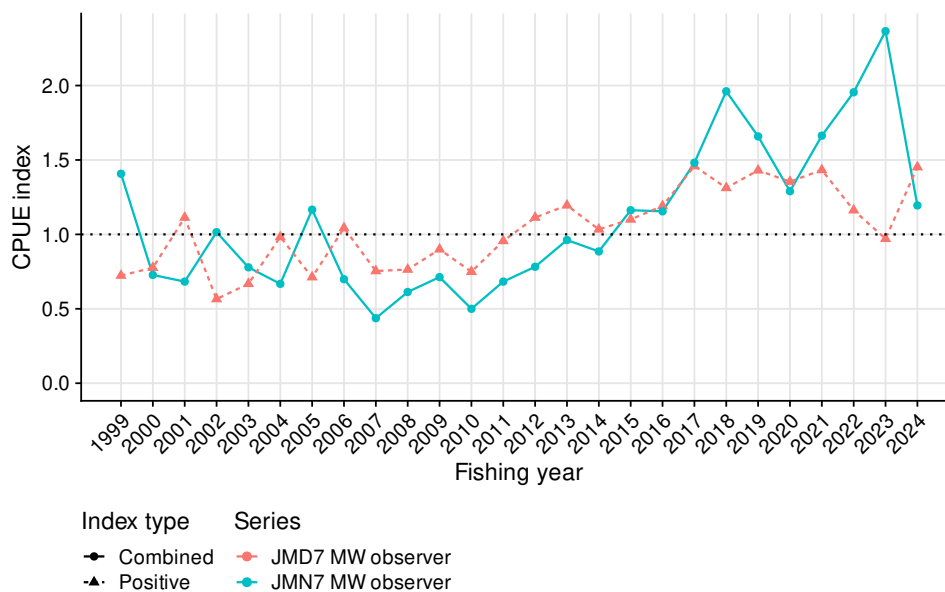 CPUE index
2.0
1.5
1.0
0.5
0.0
1999 2000 2001 2002 2003 2004 2005 2006 2007 2008 2009 2010 2011 2012 2013 2014 2015 2016 2017 2018 2019 2020 2021 2022 2023 2024
Fishing year
Index type Series
Combined JMD7 MW observer
Positive JMN7 MW observer